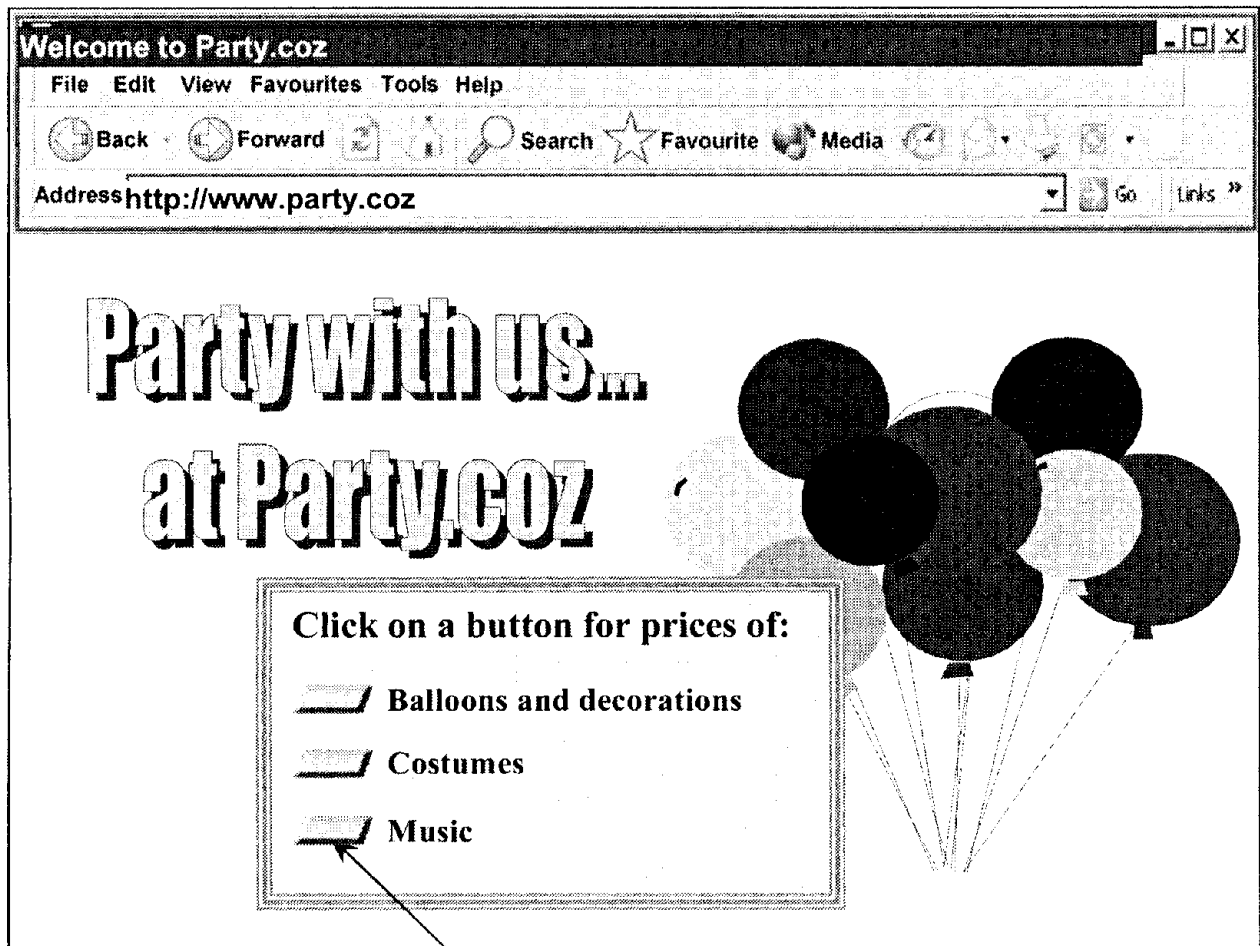 Welcome to Party.coz
File Edit View Favourites Tools Help
Back Forward Search Favourite Media
Address http://www.party.coz Go Links »
Party with us...
at Party.coz
Click on a button for prices of:
Balloons and decorations
Costumes
Music